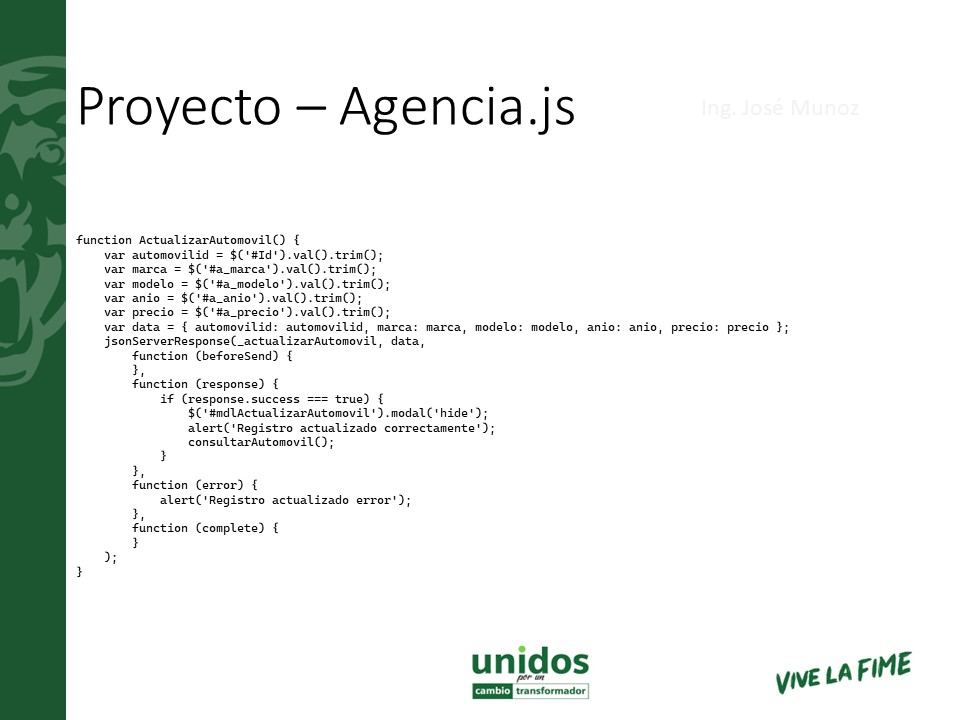 Proyecto – Agencia.js
Ing. José Munoz
function ActualizarAutomovil() {
    var automovilid = $('#Id').val().trim();
    var marca = $('#a_marca').val().trim();
    var modelo = $('#a_modelo').val().trim();
    var anio = $('#a_anio').val().trim();
    var precio = $('#a_precio').val().trim();
    var data = { automovilid: automovilid, marca: marca, modelo: modelo, anio: anio, precio: precio };
    jsonServerResponse(_actualizarAutomovil, data,
        function (beforeSend) {
        },
        function (response) {
            if (response.success === true) {
                $('#mdlActualizarAutomovil').modal('hide');
                alert('Registro actualizado correctamente');
                consultarAutomovil();
            }
        },
        function (error) {
            alert('Registro actualizado error');
        },
        function (complete) {
        }
    );
}
unidos
por un
cambio transformador
VIVE LA FIME